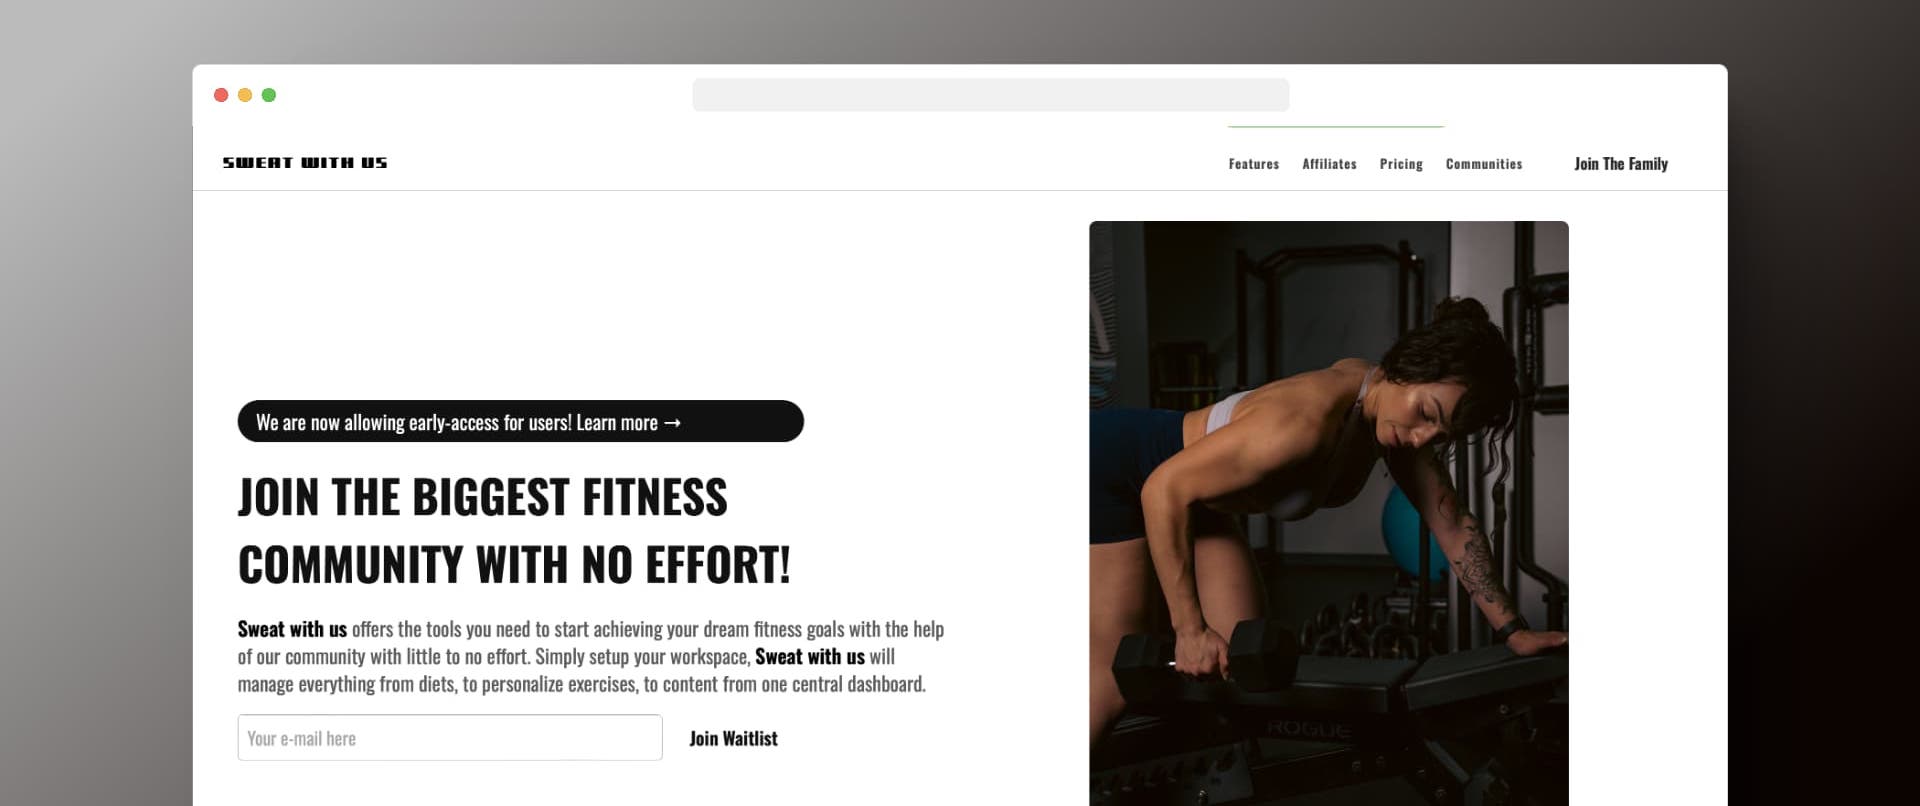 SWEAT WITH US
Features Affiliates Pricing Communities Join The Family
We are now allowing early-access for users! Learn more →
JOIN THE BIGGEST FITNESS
COMMUNITY WITH NO EFFORT!
Sweat with us offers the tools you need to start achieving your dream fitness goals with the help
of our community with little to no effort. Simply setup your workspace, Sweat with us will
manage everything from diets, to personalize exercises, to content from one central dashboard.
Your e-mail here
Join Waitlist
ROGUE